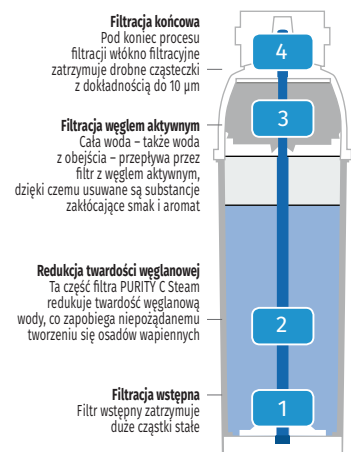 Filtracja końcowa
Pod koniec procesu
filtracji włókno filtracyjne
zatrzymuje drobne cząsteczki
z dokładnością do 10 µm
4
Filtracja węglem aktywnym
Cała woda – także woda
z obejścia – przepływa przez
filtr z węglem aktywnym,
dzięki czemu usuwane są substancje
zakłócające smak i aromat
3
Redukcja twardości węglanowej
Ta część filtra PURITY C Steam
redukuje twardość węglanową
wody, co zapobiega niepożądanemu
tworzeniu się osadów wapiennych
2
Filtracja wstępna
Filtr wstępny zatrzymuje
duże cząstki stałe
1